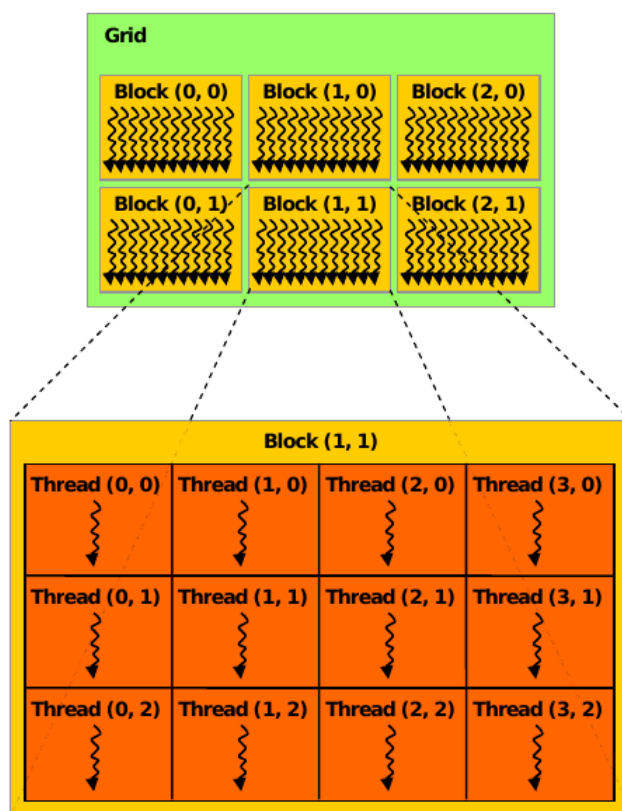 Grid
Block (0, 0) Block (1, 0) Block (2, 0)
Block (0, 1) Block (1, 1) Block (2, 1)
Block (1, 1)
Thread (0, 0) Thread (1, 0) Thread (2, 0) Thread (3, 0)
Thread (0, 1) Thread (1, 1) Thread (2, 1) Thread (3, 1)
Thread (0, 2) Thread (1, 2) Thread (2, 2) Thread (3, 2)